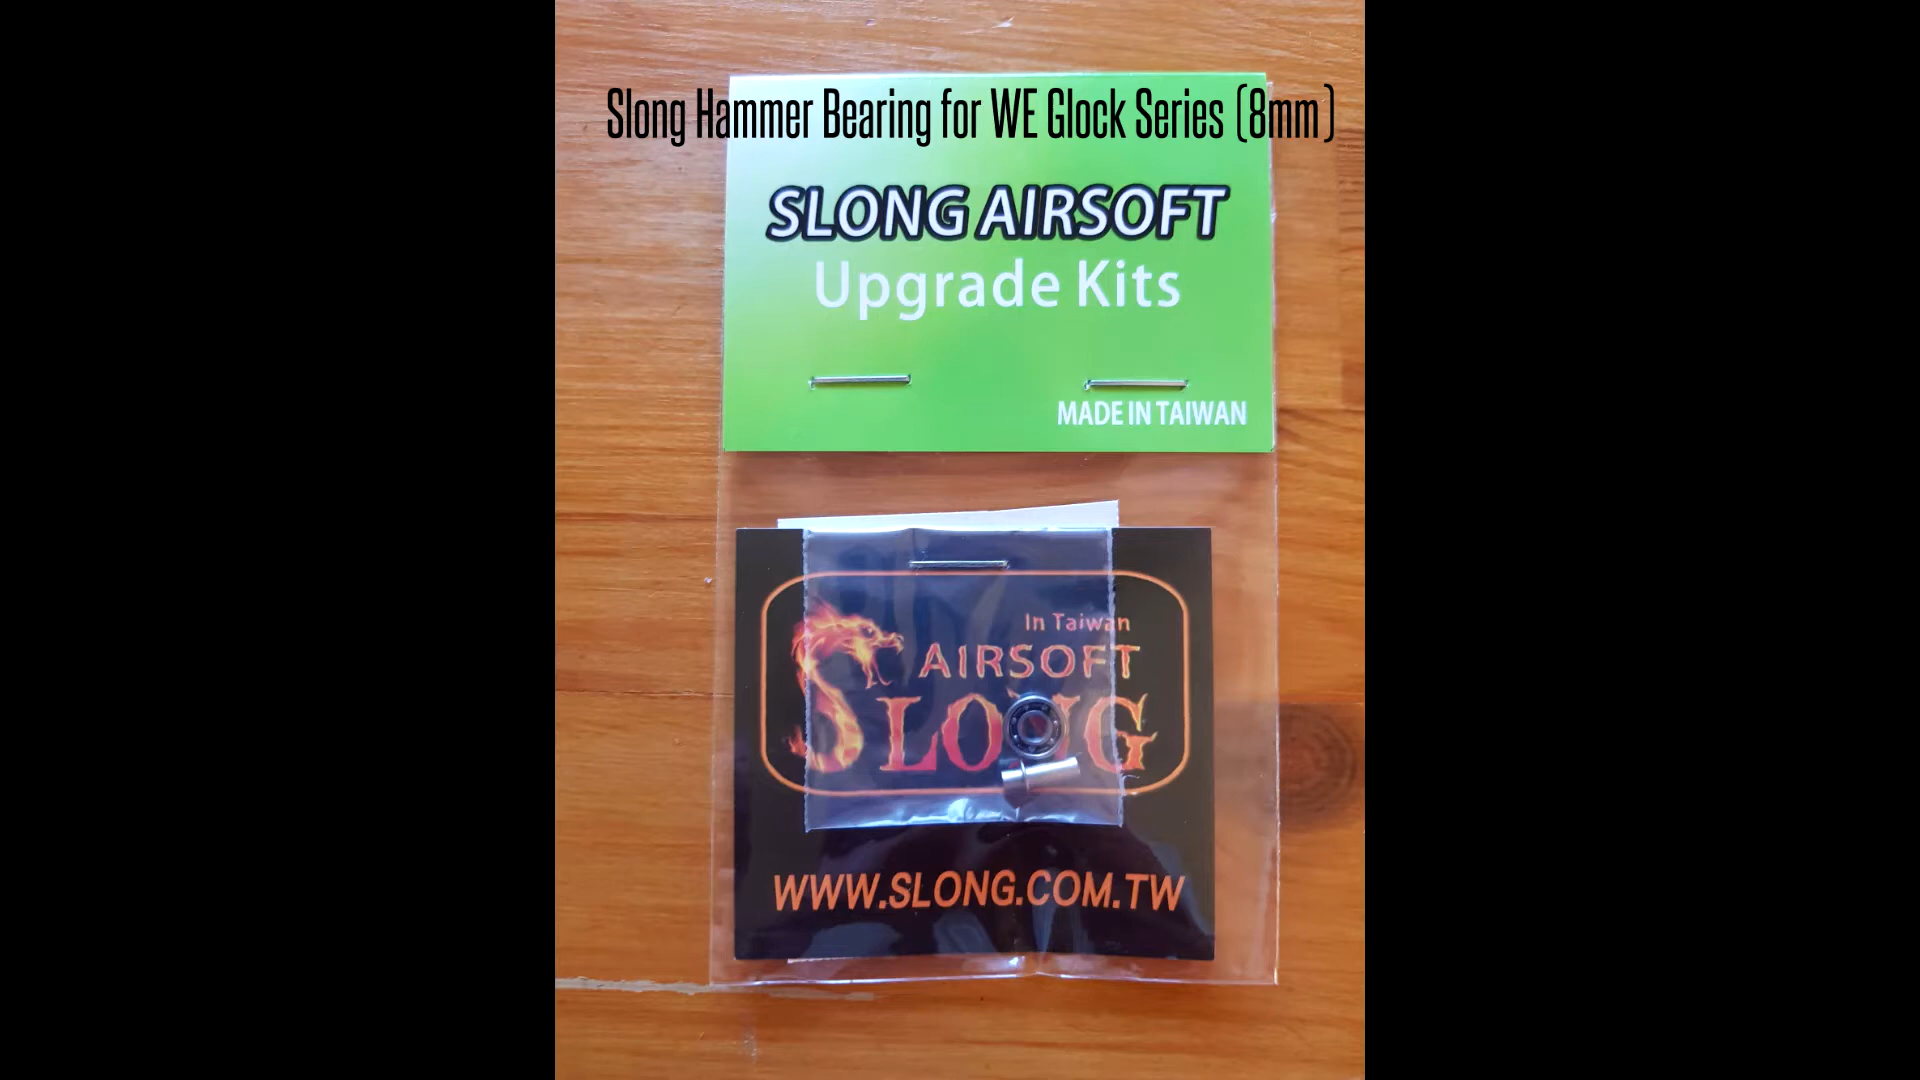 Slong Hammer Bearing for WE Glock Series (8mm)
SLONG AIRSOFT
Upgrade Kits
MADE IN TAIWAN
In Taiwan
AIRSOFT
SLONG
WWW.SLONG.COM.TW